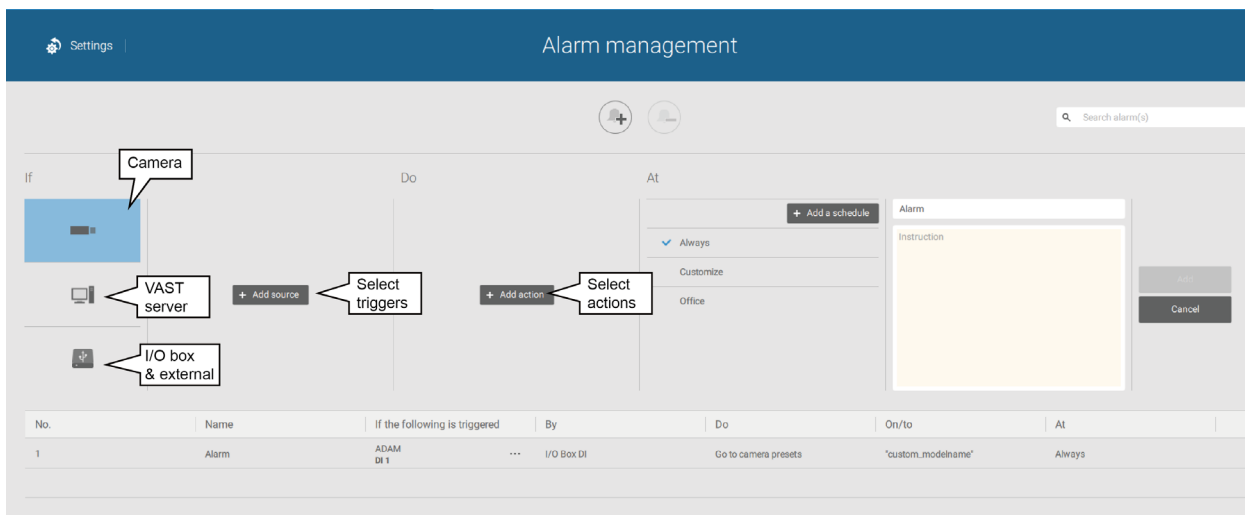 Settings
Alarm management
Search alarm(s)
Camera
If
Do
At
+ Add a schedule
Alarm
Always
Instruction
Customize
VAST
server
+ Add source
Select
triggers
+ Add action
Select
actions
Office
Add
Cancel
I/O box
& external
No.
Name
If the following is triggered
By
Do
On/to
At
1
Alarm
ADAM
DI 1
...
I/O Box DI
Go to camera presets
"custom_modelname"
Always